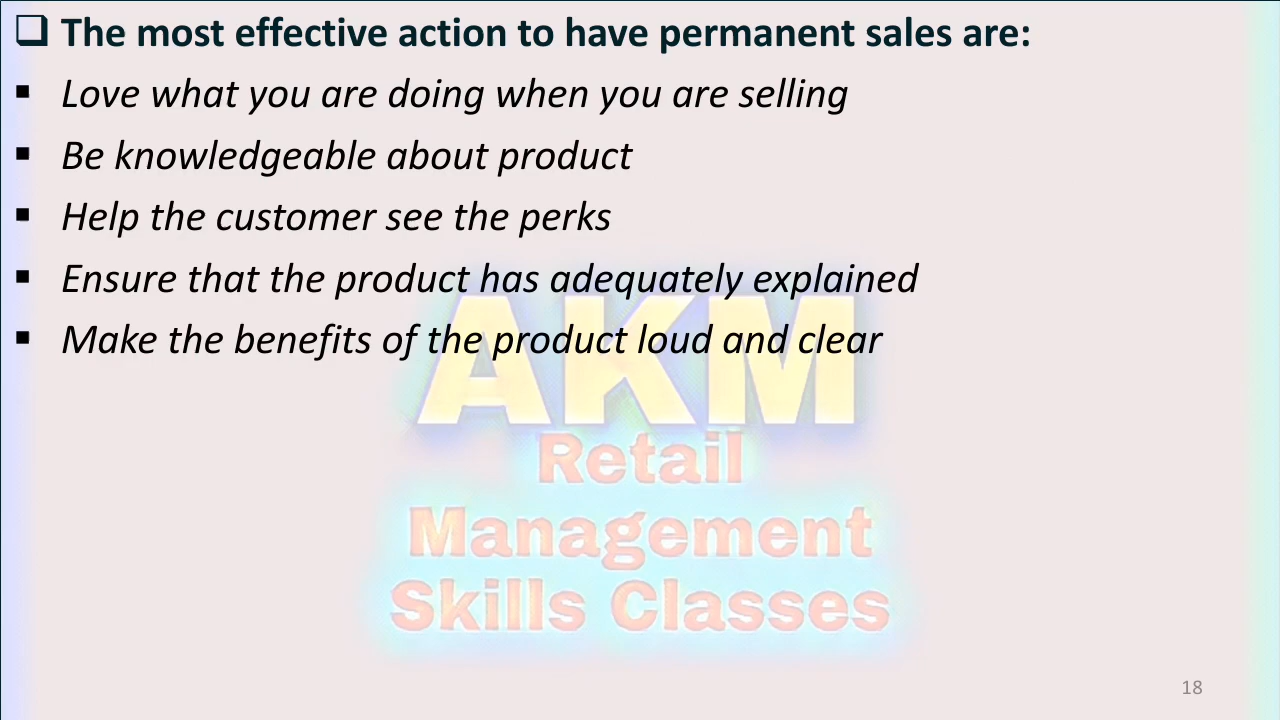 ❑ The most effective action to have permanent sales are:
▪ Love what you are doing when you are selling
▪ Be knowledgeable about product
▪ Help the customer see the perks
▪ Ensure that the product has adequately explained
▪ Make the benefits of the product loud and clear
AKM
Retail
Management
Skills Classes
18